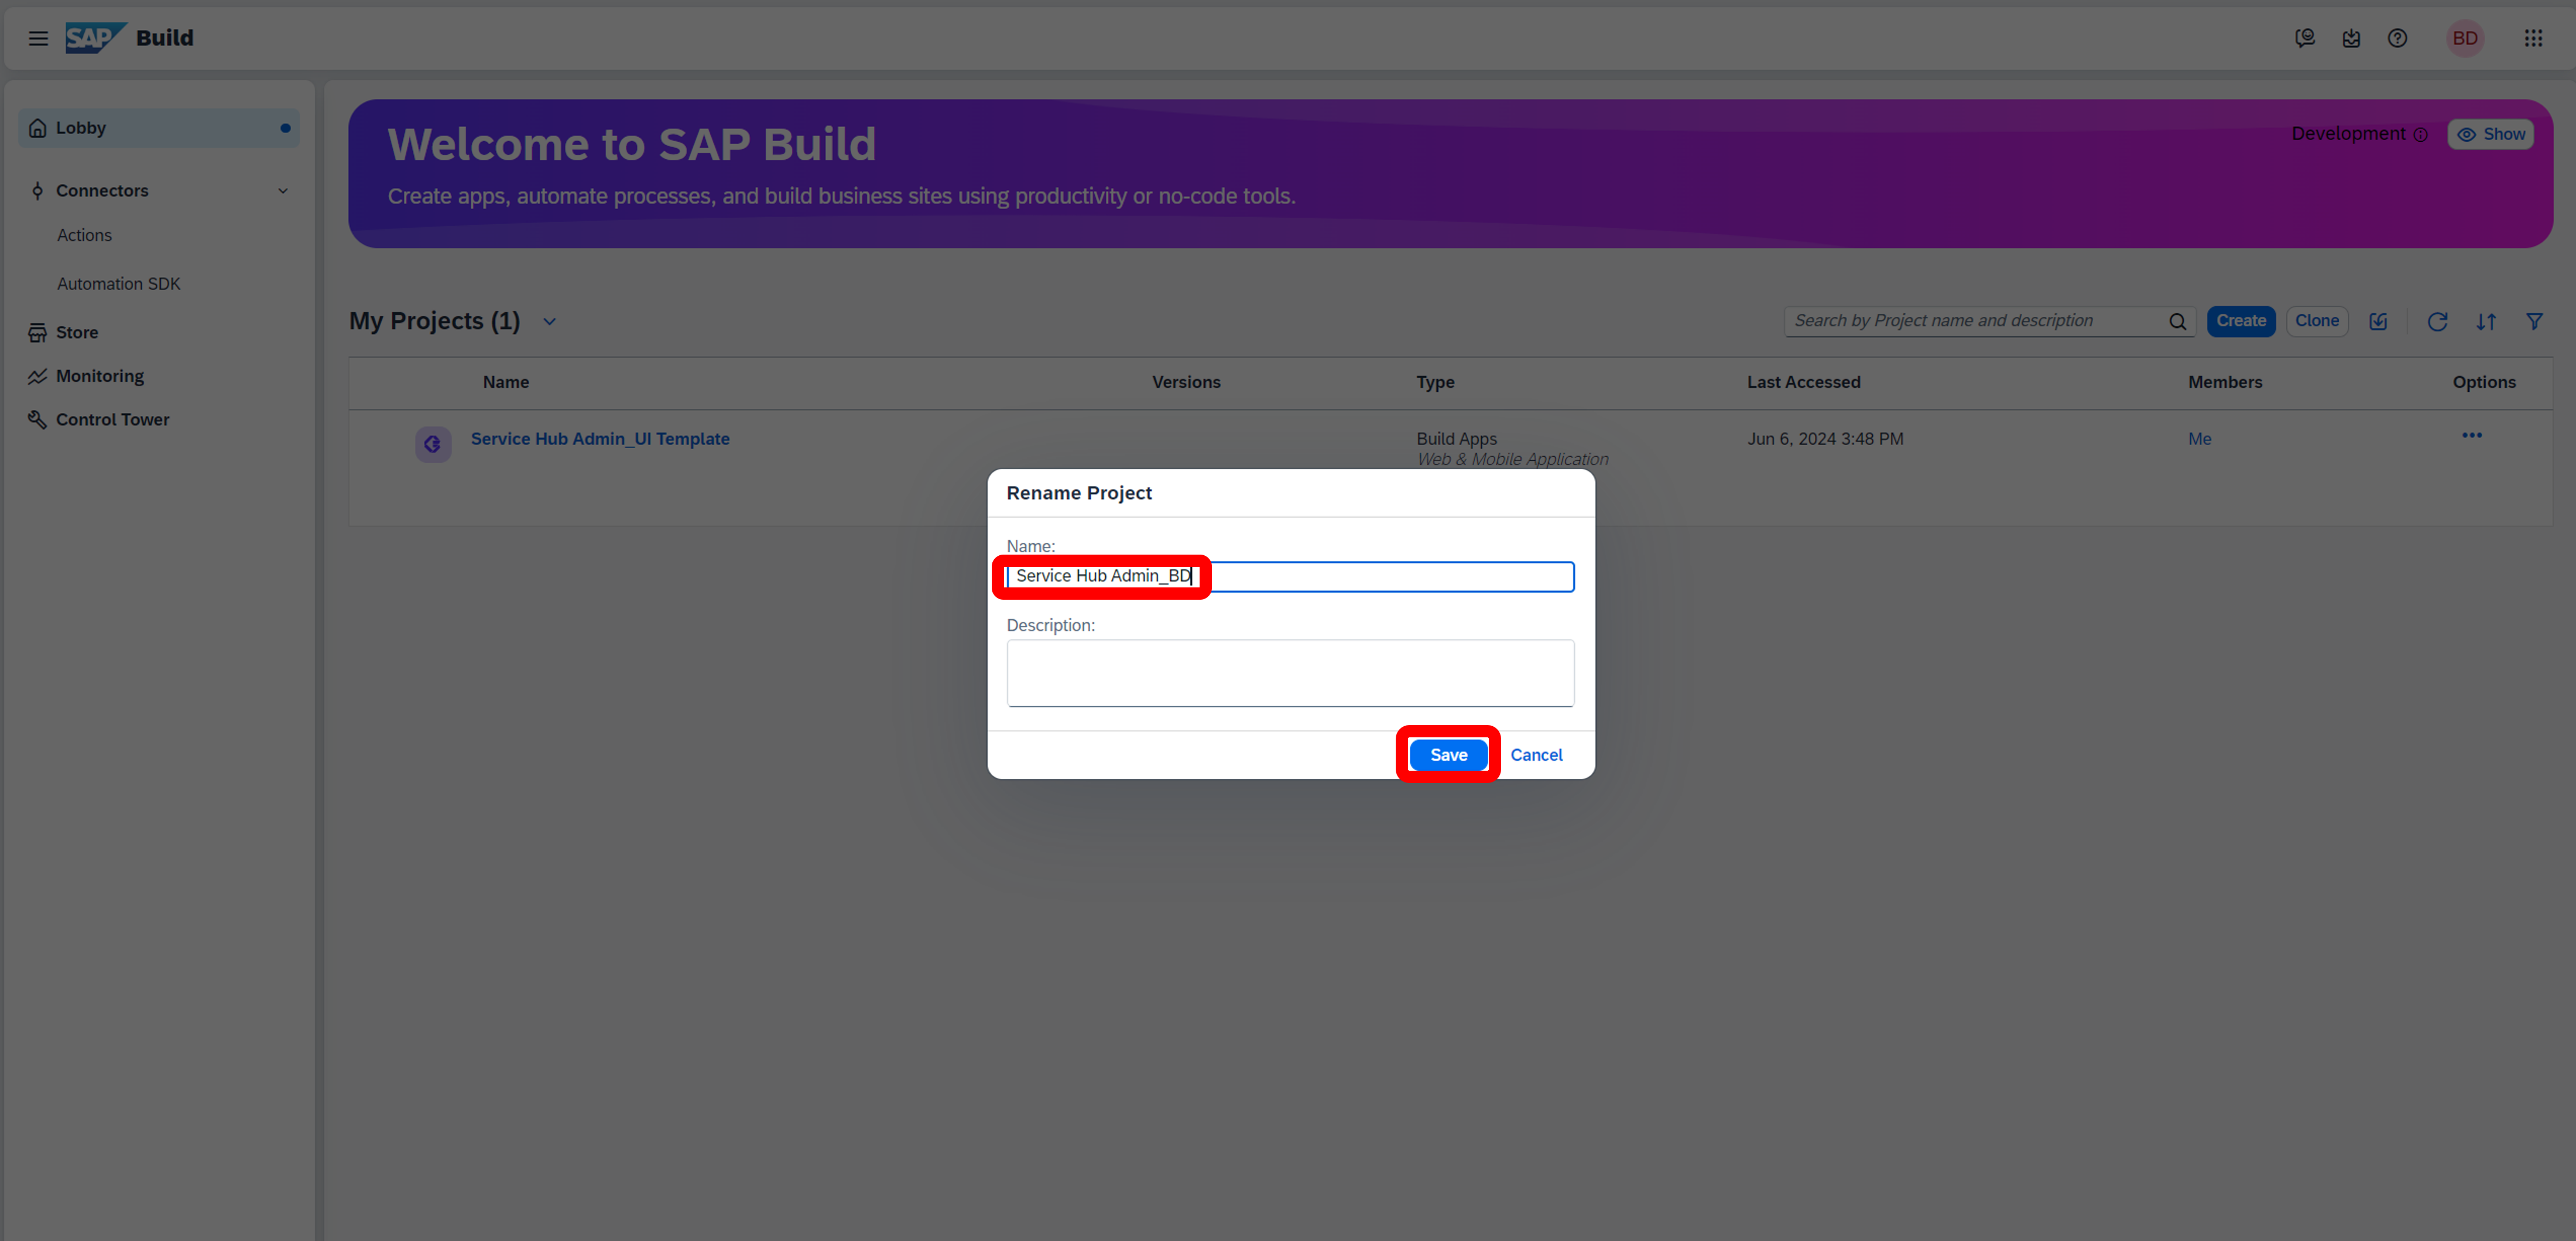 SAP Build
BD
Lobby
Connectors
Actions
Automation SDK
Store
Monitoring
Control Tower
Welcome to SAP Build
Create apps, automate processes, and build business sites using productivity or no-code tools.
Development
Show
My Projects (1)
Search by Project name and description
Create
Clone
Name Versions Type Last Accessed Members Options
Service Hub Admin_UI Template Build Apps Jun 6, 2024 3:48 PM Me
Web & Mobile Application
Rename Project
Name:
Service Hub Admin_BD
Description:
Save Cancel